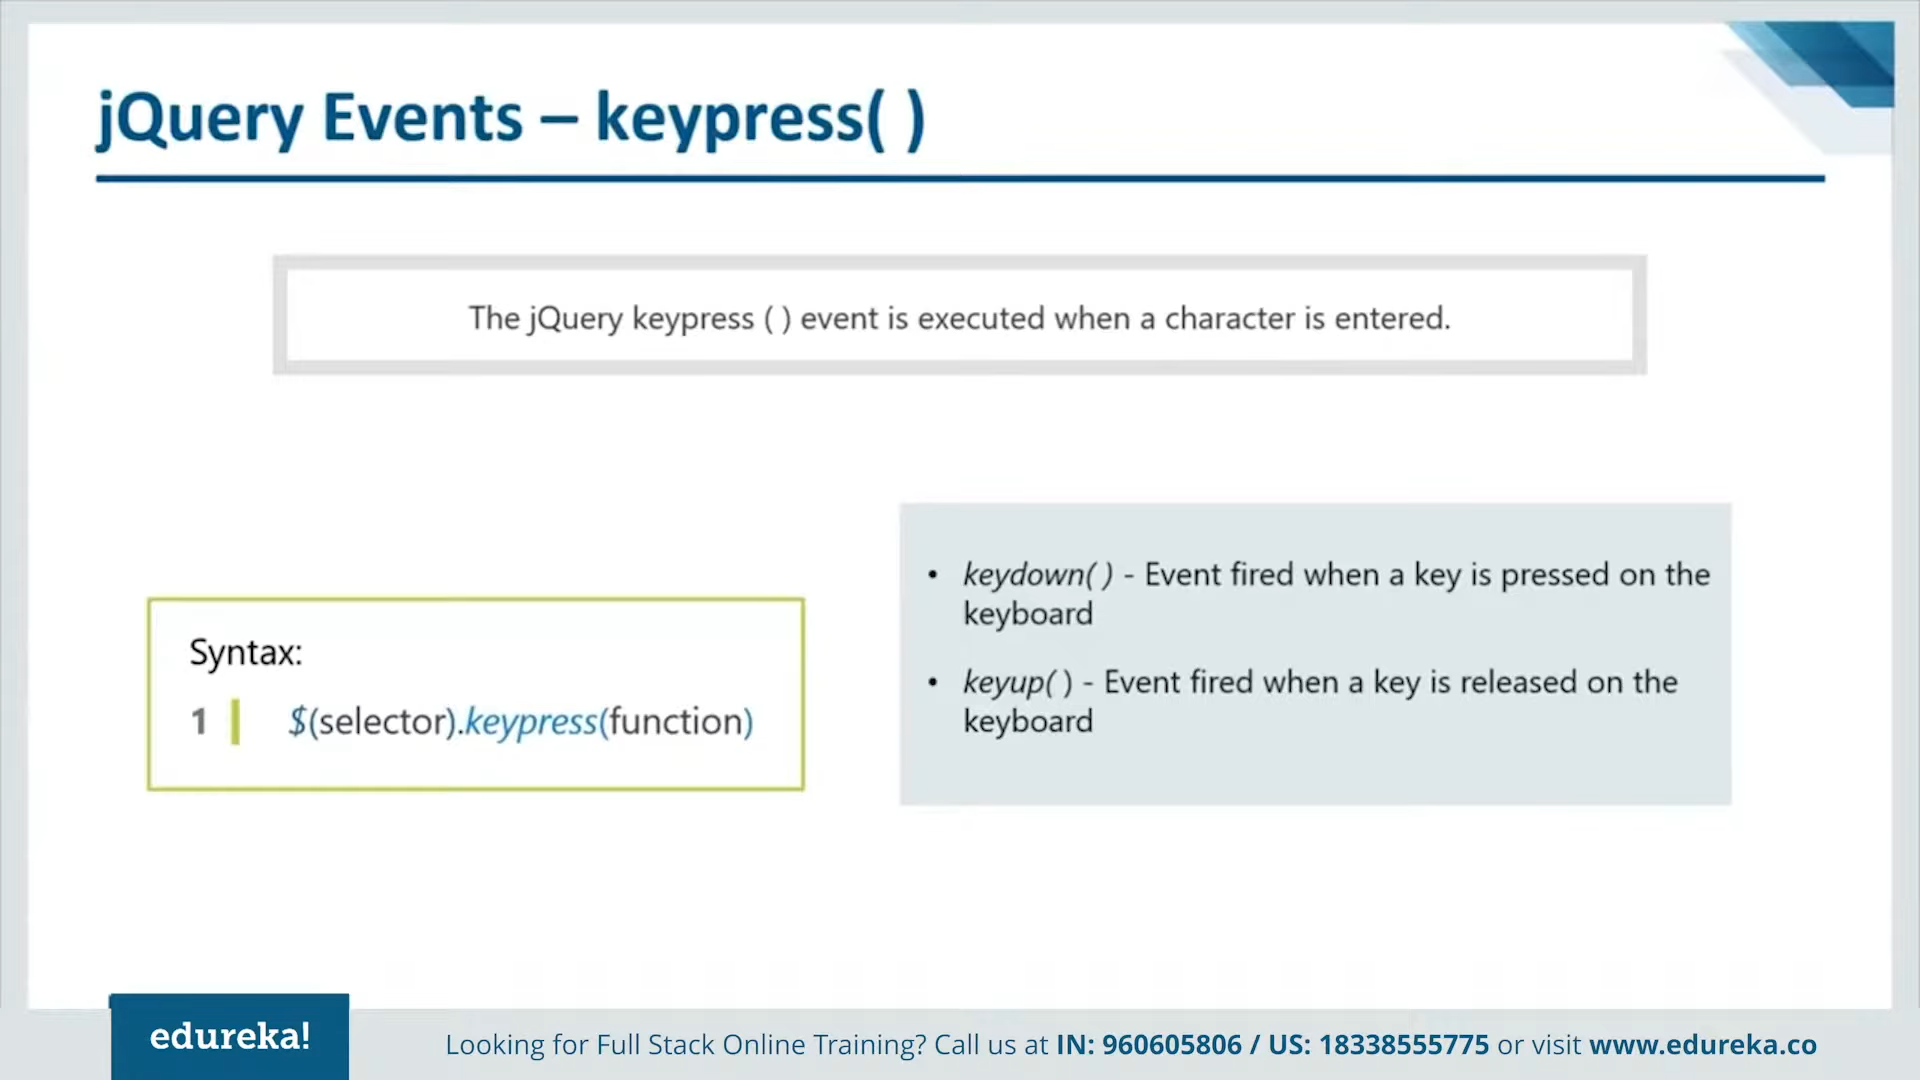 jQuery Events – keypress( )
The jQuery keypress ( ) event is executed when a character is entered.
Syntax:
1 $(selector).keypress(function)
• keydown( ) - Event fired when a key is pressed on the
keyboard
• keyup( ) - Event fired when a key is released on the
keyboard
edureka!
Looking for Full Stack Online Training? Call us at IN: 960605806 / US: 18338555775 or visit www.edureka.co